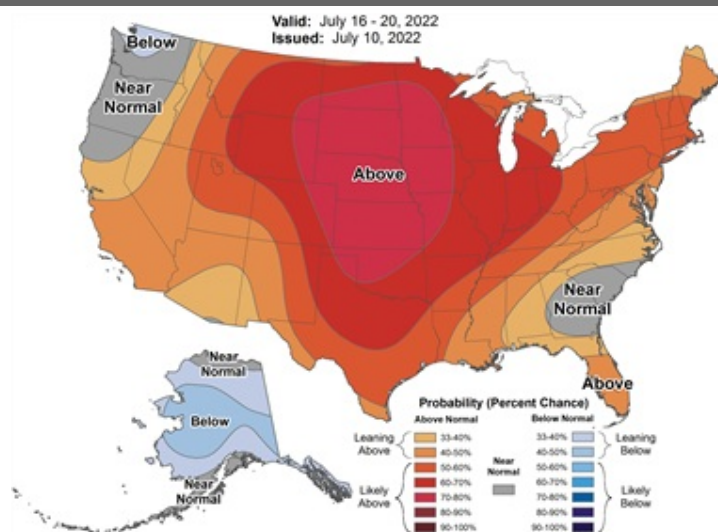 Valid: July 16 - 20, 2022
Issued: July 10, 2022
Below
Near
Normal
Above
Near
Normal
Above
Near
Normal
Below
Near
Normal
Probability (Percent Chance)
Above Normal
Below Normal
Leaning
Above
33-40%
40-50%
50-60%
Likely
Above
60-70%
70-80%
80-90%
90-100%
Near
Normal
33-40%
40-50%
50-60%
Leaning
Below
60-70%
70-80%
80-90%
90-100%
Likely
Below